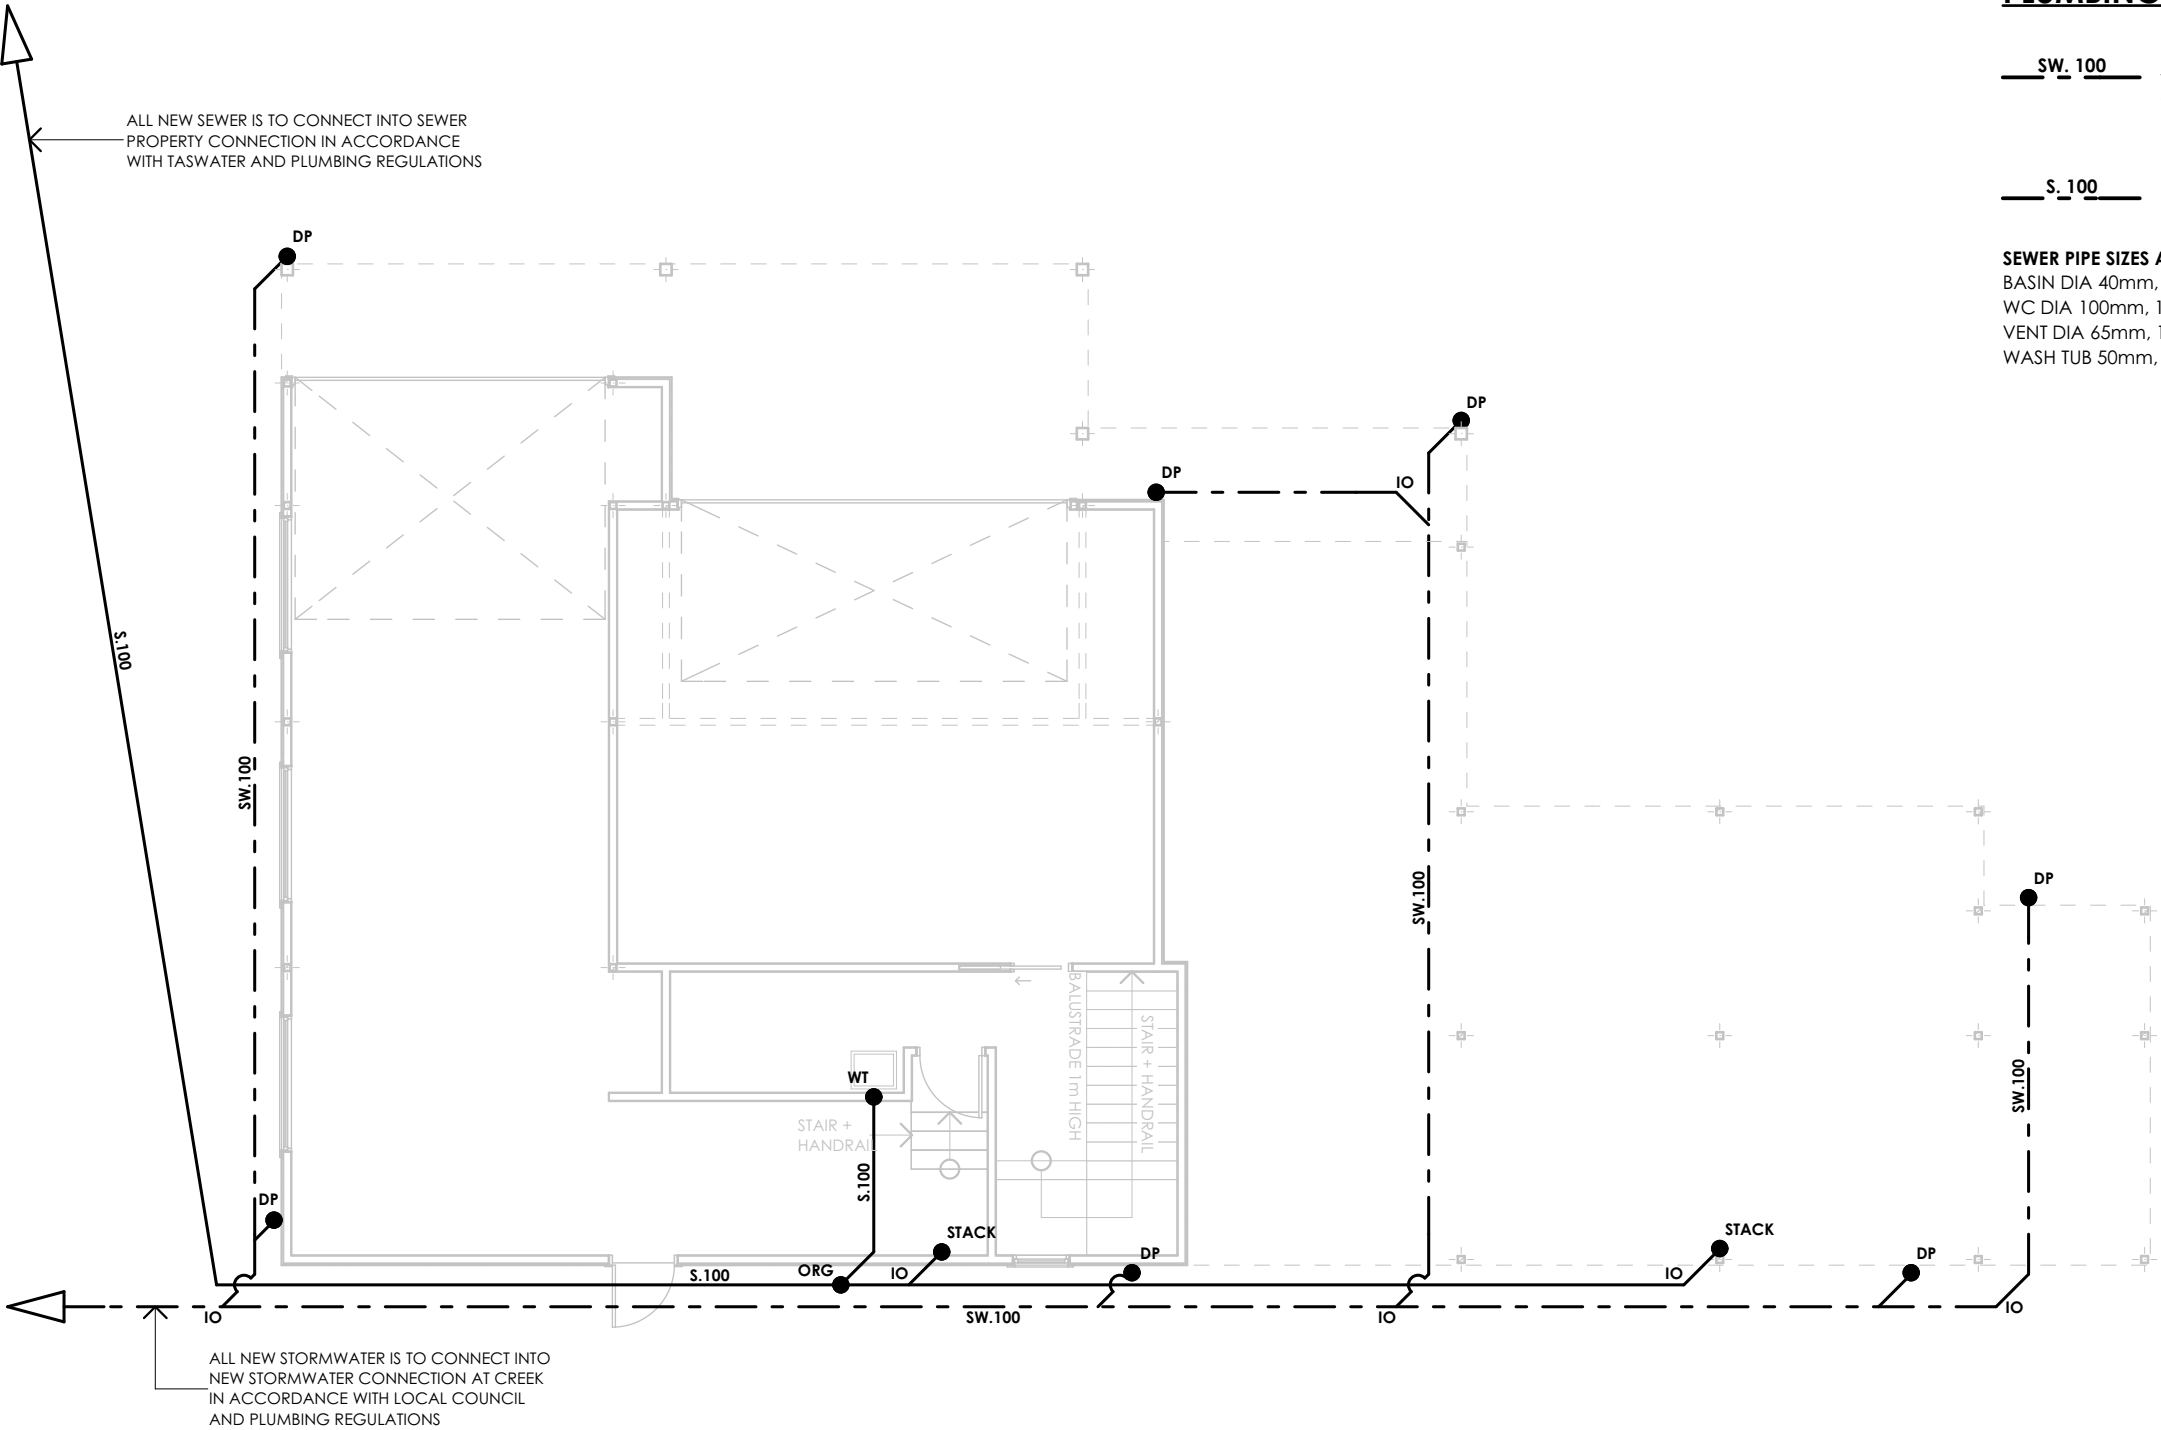 PLUMBING
SW. 100
ALL NEW SEWER IS TO CONNECT INTO SEWER
PROPERTY CONNECTION IN ACCORDANCE
WITH TASWATER AND PLUMBING REGULATIONS
S. 100
DP
SEWER PIPE SIZES A
BASIN DIA 40mm,
WC DIA 100mm, 1
VENT DIA 65mm, 1
WASH TUB 50mm,
DP
DP
IO
S.100
SW.100
SW.100
DP
BALUSTRADE 1m HIGH
STAIR + HANDRAIL
SW.100
WT
STAIR +
HANDRAIL
S.100
DP
STACK
STACK
DP
DP
S.100
ORG
IO
IO
IO
SW.100
IO
IO
ALL NEW STORMWATER IS TO CONNECT INTO
NEW STORMWATER CONNECTION AT CREEK
IN ACCORDANCE WITH LOCAL COUNCIL
AND PLUMBING REGULATIONS